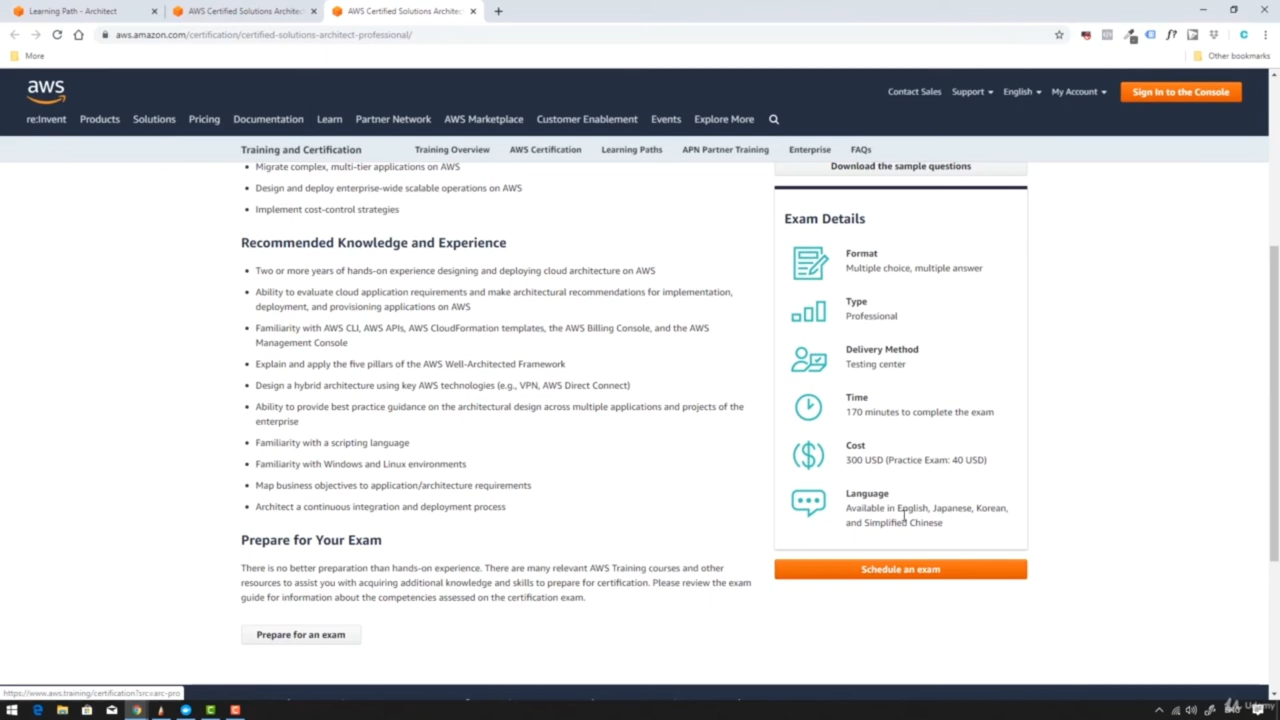 Learning Path - Architect
AWS Certified Solutions Architec
AWS Certified Solutions Architec
aws.amazon.com/certification/certified-solutions-architect-professional/
More
Other bookmarks
aws
Contact Sales Support English My Account Sign In to the Console
re:Invent Products Solutions Pricing Documentation Learn Partner Network AWS Marketplace Customer Enablement Events Explore More
Training and Certification Training Overview AWS Certification Learning Paths APN Partner Training Enterprise FAQs
Migrate complex, multi-tier applications on AWS
Design and deploy enterprise-wide scalable operations on AWS
Implement cost-control strategies
Recommended Knowledge and Experience
Two or more years of hands-on experience designing and deploying cloud architecture on AWS
Ability to evaluate cloud application requirements and make architectural recommendations for implementation,
deployment, and provisioning applications on AWS
Familiarity with AWS CLI, AWS APIs, AWS CloudFormation templates, the AWS Billing Console, and the AWS
Management Console
Explain and apply the five pillars of the AWS Well-Architected Framework
Design a hybrid architecture using key AWS technologies (e.g., VPN, AWS Direct Connect)
Ability to provide best practice guidance on the architectural design across multiple applications and projects of the
enterprise
Familiarity with a scripting language
Familiarity with Windows and Linux environments
Map business objectives to application/architecture requirements
Architect a continuous integration and deployment process
Prepare for Your Exam
There is no better preparation than hands-on experience. There are many relevant AWS Training courses and other
resources to assist you with acquiring additional knowledge and skills to prepare for certification. Please review the exam
guide for information about the competencies assessed on the certification exam.
Prepare for an exam
Download the sample questions
Exam Details
Format
Multiple choice, multiple answer
Type
Professional
Delivery Method
Testing center
Time
170 minutes to complete the exam
Cost
300 USD (Practice Exam: 40 USD)
Language
Available in English, Japanese, Korean,
and Simplified Chinese
Schedule an exam
https://www.aws.training/certification?src=arc-pro
Udemy